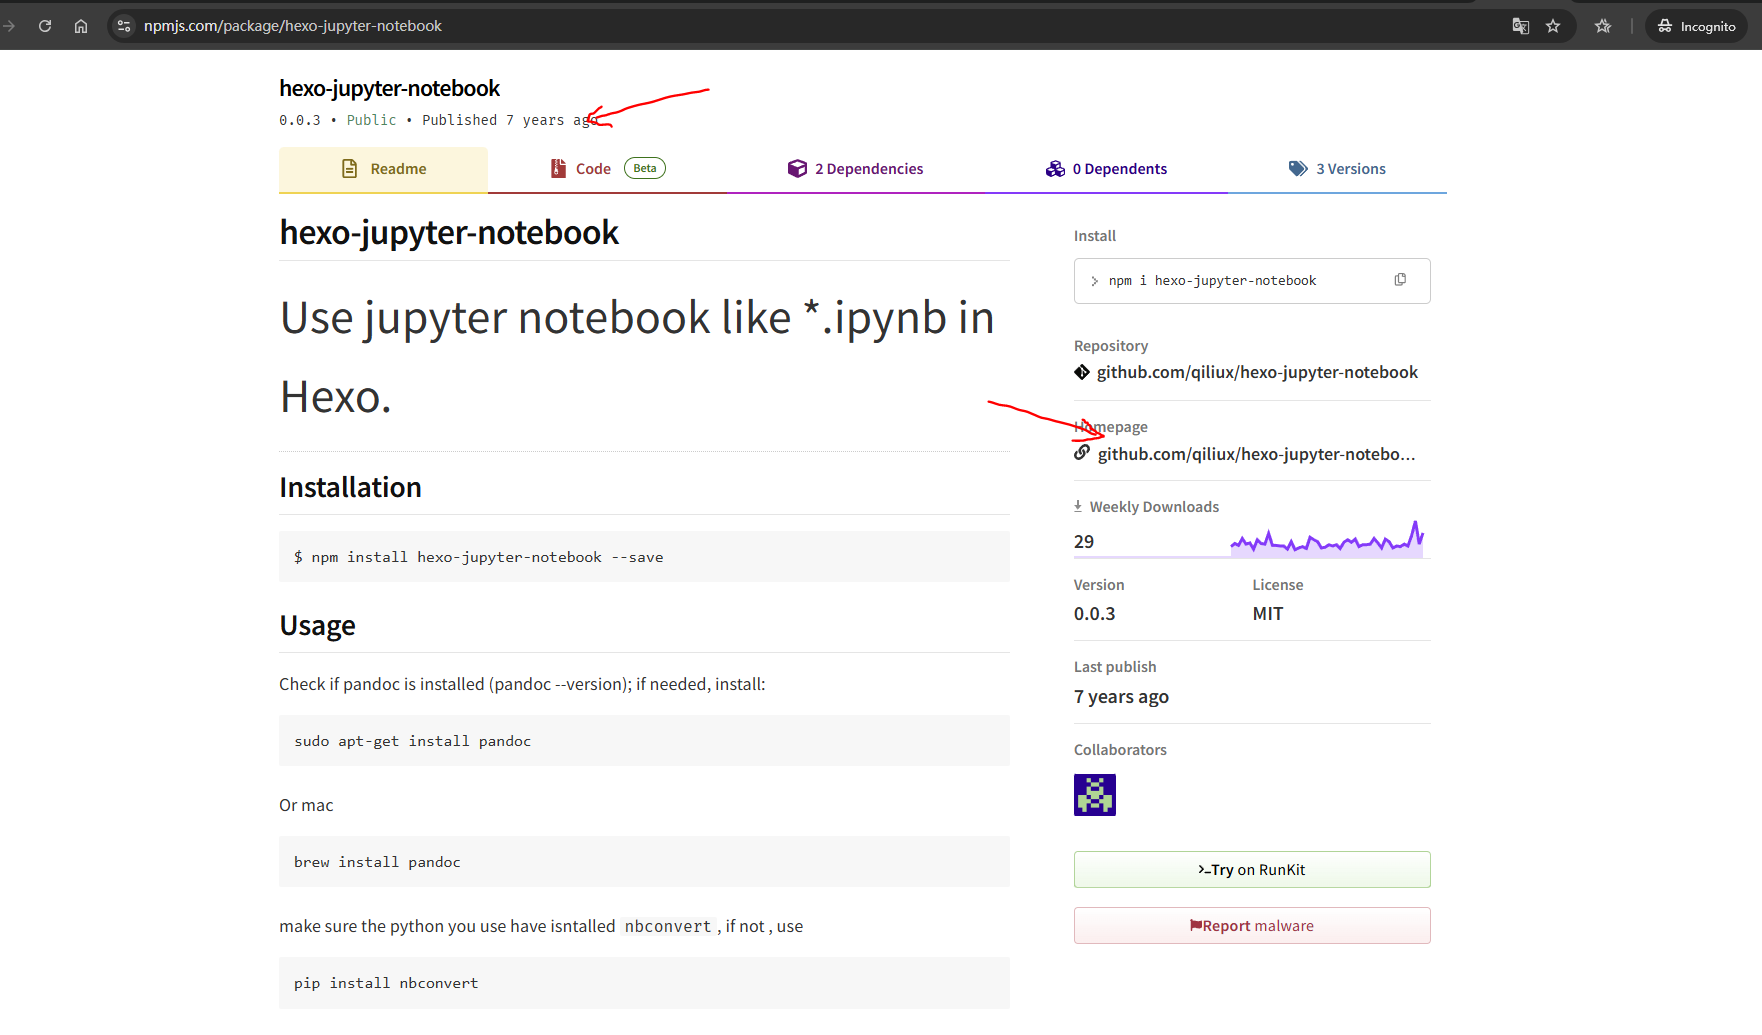 npmjs.com/package/hexo-jupyter-notebook
Incognito
hexo-jupyter-notebook
0.0.3 • Public • Published 7 years ago
Readme
Code Beta
2 Dependencies
0 Dependents
3 Versions
hexo-jupyter-notebook
Use jupyter notebook like *.ipynb in
Hexo.
Installation
$ npm install hexo-jupyter-notebook --save
Usage
Check if pandoc is installed (pandoc --version); if needed, install:
sudo apt-get install pandoc
Or mac
brew install pandoc
make sure the python you use have isntalled nbconvert , if not , use
pip install nbconvert
Install
> npm i hexo-jupyter-notebook
Repository
github.com/qiliux/hexo-jupyter-notebook
Homepage
github.com/qiliux/hexo-jupyter-notebo...
Weekly Downloads
29
Version
License
0.0.3
MIT
Last publish
7 years ago
Collaborators
Try on RunKit
Report malware